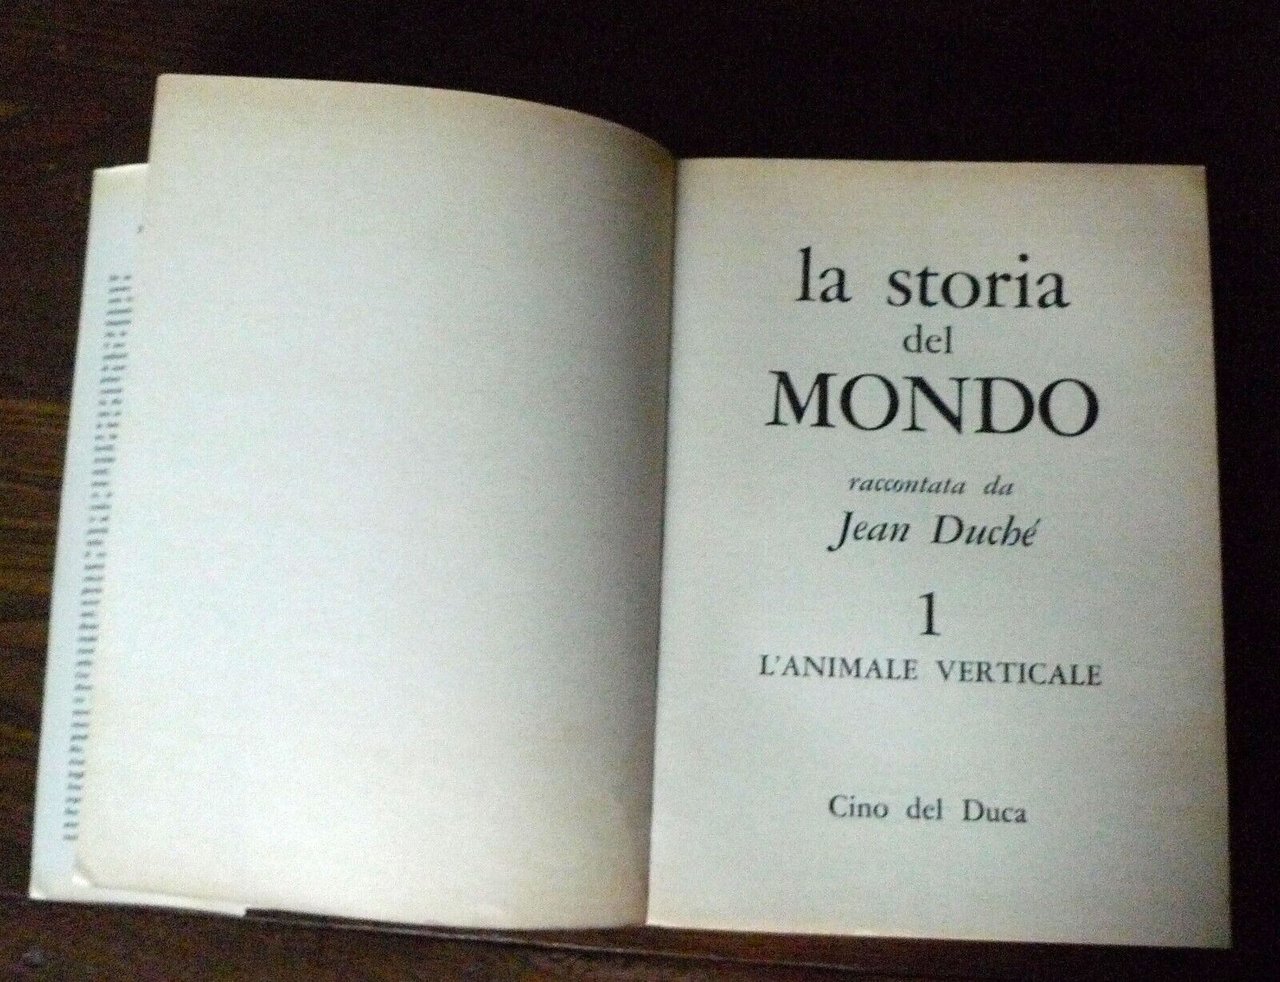 la storia
del
MONDO
raccontata da
Jean Duché
1
L'ANIMALE VERTICALE
Cino del Duca